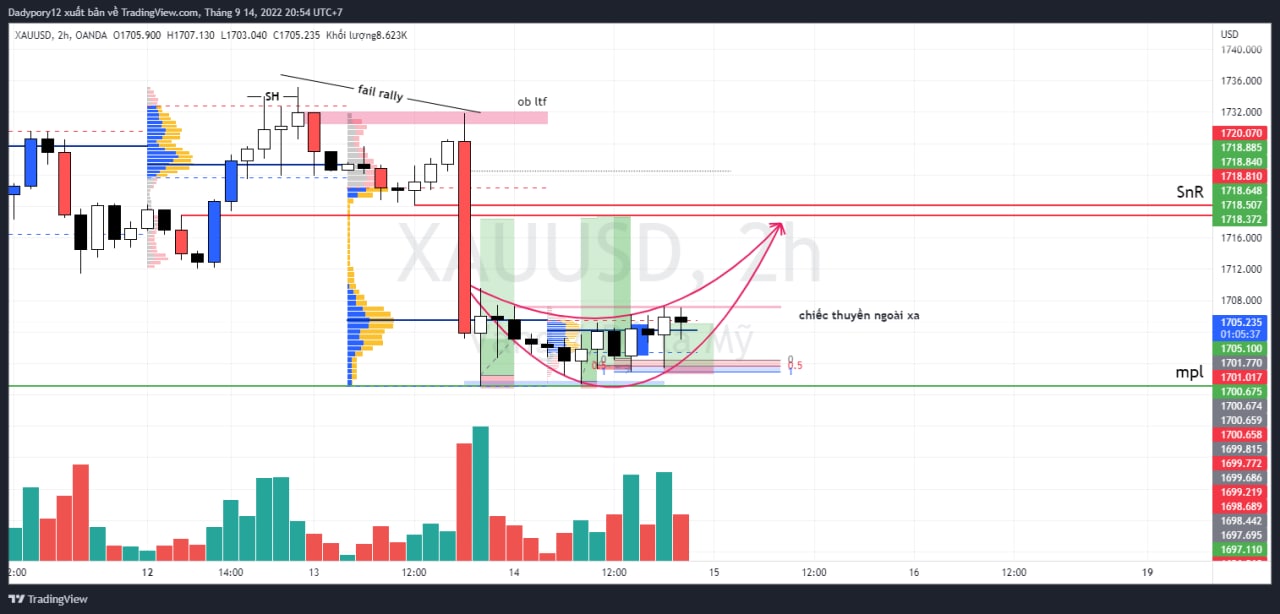 Dadypory12 xuất bản về TradingView.com, Tháng 9 14, 2022 20:54 UTC+7
XAUUSD, 2h, OANDA O1705.900 H1707.130 L1703.040 C1705.235 Khối lượng8.623K
USD
1740.000
1736.000
1732.000
1720.070
1718.885
1718.840
1718.810
1718.648
1718.507
1718.372
1716.000
1712.000
1708.000
1705.235
01:05:37
1705.100
1701.770
1701.017
1700.675
1700.674
1700.659
1700.658
1699.815
1699.772
1699.686
1699.219
1698.689
1698.442
1697.695
1697.110
SH
fail rally
ob ltf
SnR
XAUUSD, 2h
chiếc thuyền ngoài xa
Mỹ
0
0
0.5
0.5
1
1
mpl
2:00 12 14:00 13 12:00 14 12:00 15 12:00 16 12:00 19
TradingView